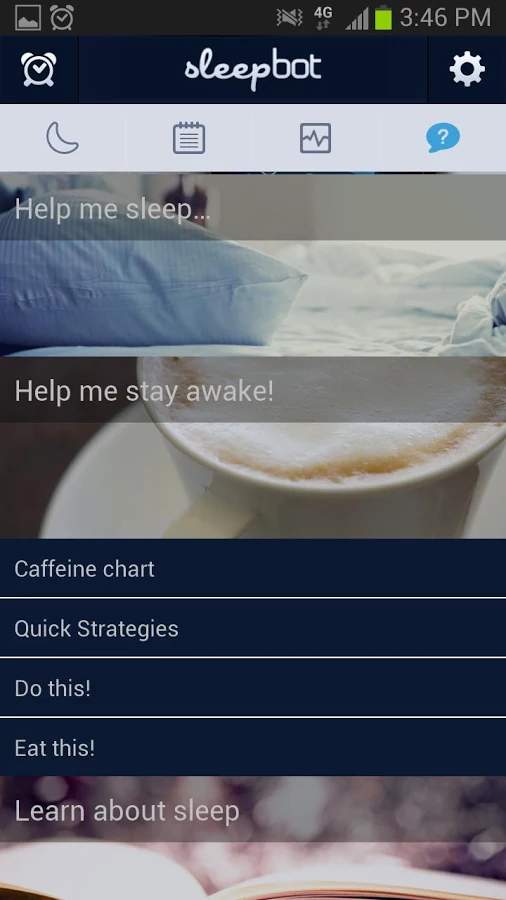 4G 3:46 PM
sleepbot
?
Help me sleep...
Help me stay awake!
Caffeine chart
Quick Strategies
Do this!
Eat this!
Learn about sleep